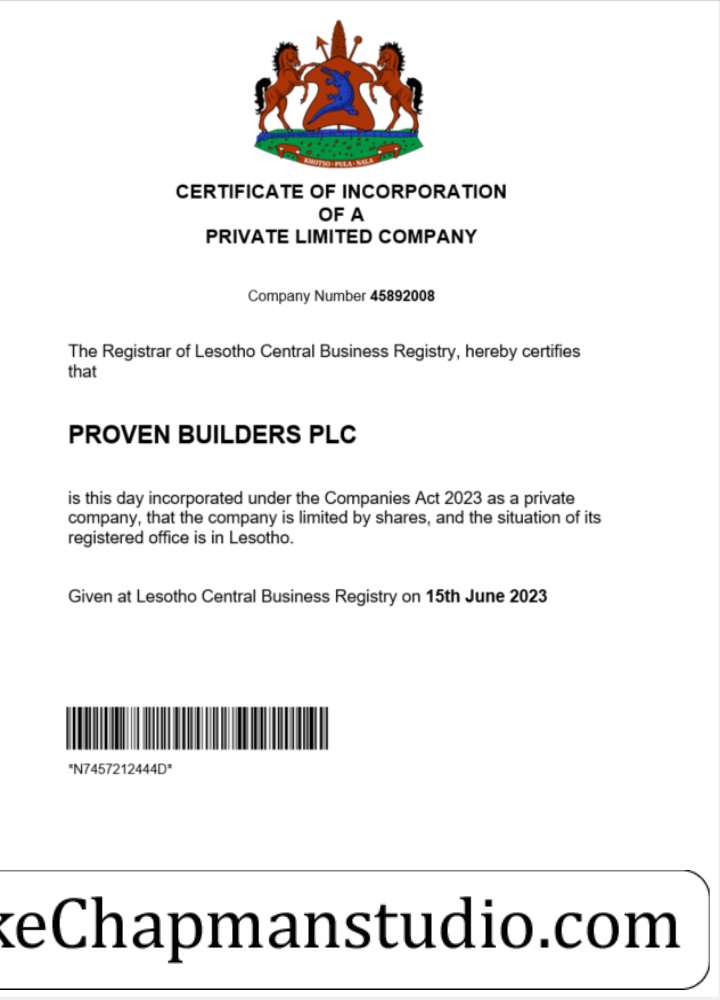 KHOTSO · PULA · NALA
CERTIFICATE OF INCORPORATION
OF A
PRIVATE LIMITED COMPANY
Company Number 45892008
The Registrar of Lesotho Central Business Registry, hereby certifies
that
PROVEN BUILDERS PLC
is this day incorporated under the Companies Act 2023 as a private
company, that the company is limited by shares, and the situation of its
registered office is in Lesotho.
Given at Lesotho Central Business Registry on 15th June 2023
*N7457212444D*
keChapmanstudio.com